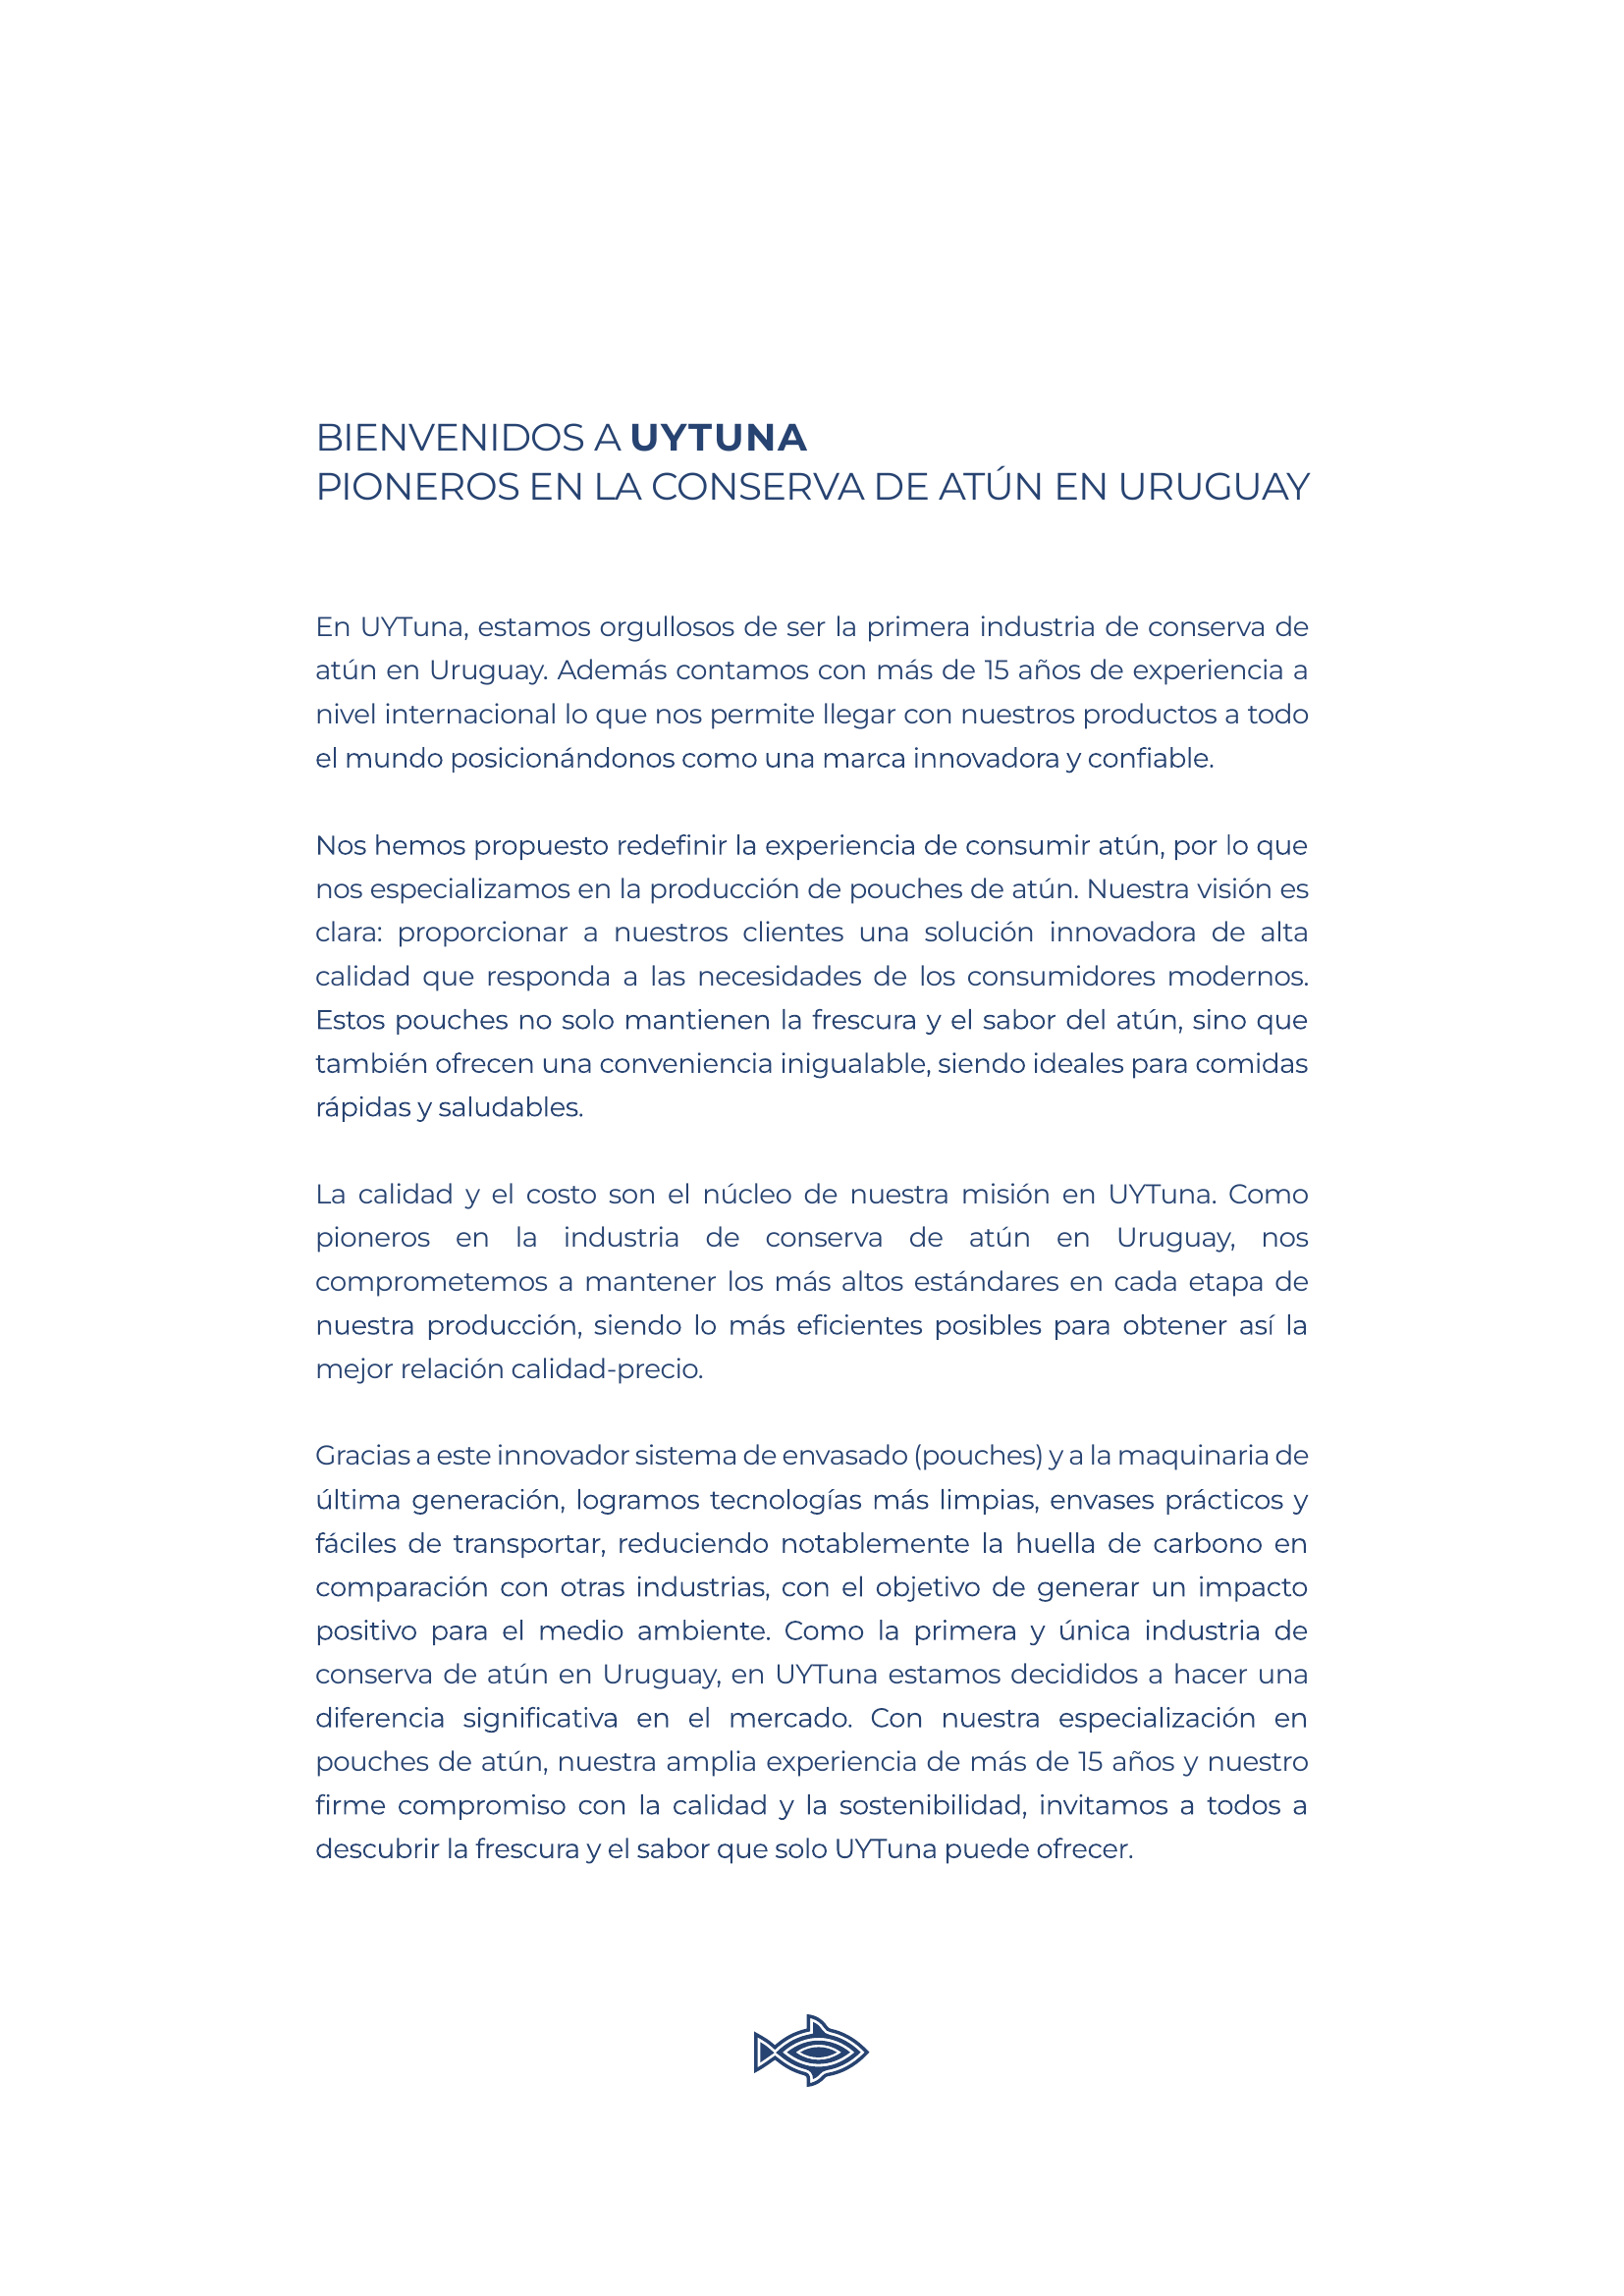 BIENVENIDOS A UYTUNA
PIONEROS EN LA CONSERVA DE ATÚN EN URUGUAY
En UYTuna, estamos orgullosos de ser la primera industria de conserva de
atún en Uruguay. Además contamos con más de 15 años de experiencia a
nivel internacional lo que nos permite llegar con nuestros productos a todo
el mundo posicionándonos como una marca innovadora y confiable.
Nos hemos propuesto redefinir la experiencia de consumir atún, por lo que
nos especializamos en la producción de pouches de atún. Nuestra visión es
clara: proporcionar a nuestros clientes una solución innovadora de alta
calidad que responda a las necesidades de los consumidores modernos.
Estos pouches no solo mantienen la frescura y el sabor del atún, sino que
también ofrecen una conveniencia inigualable, siendo ideales para comidas
rápidas y saludables.
La calidad y el costo son el núcleo de nuestra misión en UYTuna. Como
pioneros en la industria de conserva de atún en Uruguay, nos
comprometemos a mantener los más altos estándares en cada etapa de
nuestra producción, siendo lo más eficientes posibles para obtener así la
mejor relación calidad-precio.
Gracias a este innovador sistema de envasado (pouches) y a la maquinaria de
última generación, logramos tecnologías más limpias, envases prácticos y
fáciles de transportar, reduciendo notablemente la huella de carbono en
comparación con otras industrias, con el objetivo de generar un impacto
positivo para el medio ambiente. Como la primera y única industria de
conserva de atún en Uruguay, en UYTuna estamos decididos a hacer una
diferencia significativa en el mercado. Con nuestra especialización en
pouches de atún, nuestra amplia experiencia de más de 15 años y nuestro
firme compromiso con la calidad y la sostenibilidad, invitamos a todos a
descubrir la frescura y el sabor que solo UYTuna puede ofrecer.